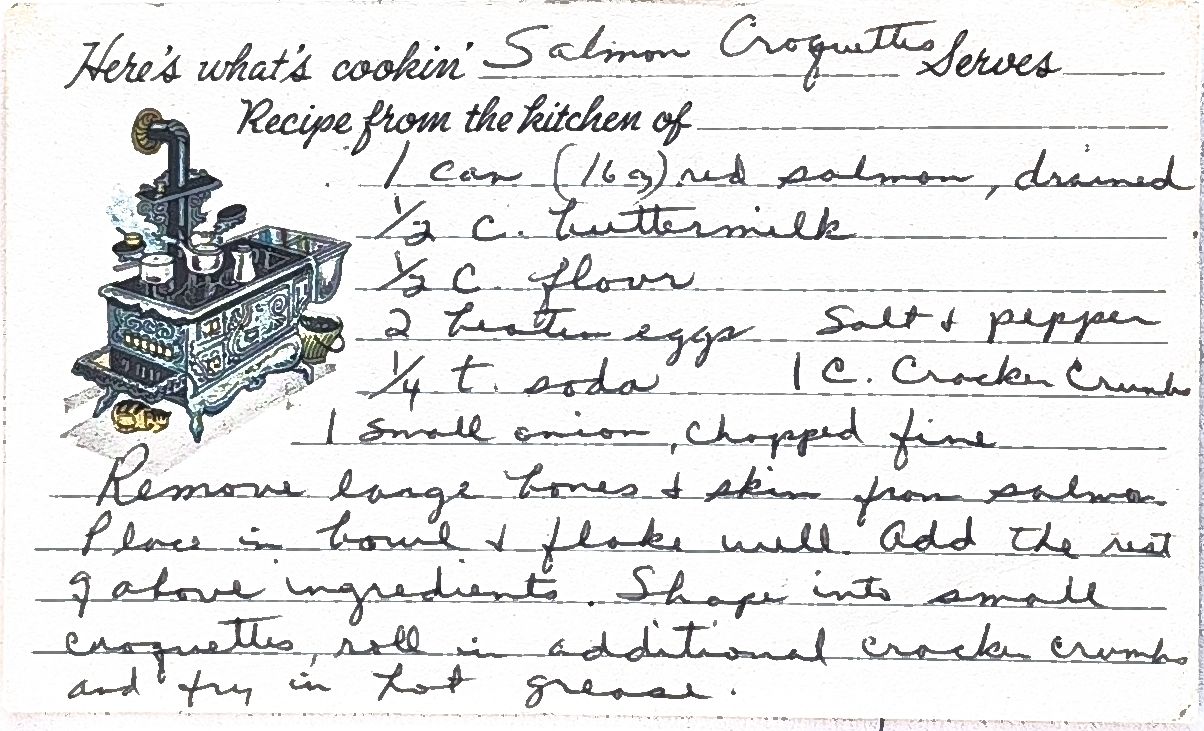 Here's what's cookin' Salmon Croquettes Serves
Recipe from the kitchen of
1 can (16 oz) red salmon, drained
1/2 c. buttermilk
1/2 c. flour
2 beaten eggs Salt & pepper
1/4 t. soda 1 C. Cracker Crumbs
1 small onion, chopped fine
Remove large bones & skin from salmon
Place in bowl & flake well. Add the rest
of above ingredients. Shape into small
croquettes, roll in additional cracker crumbs
and fry in hot grease.